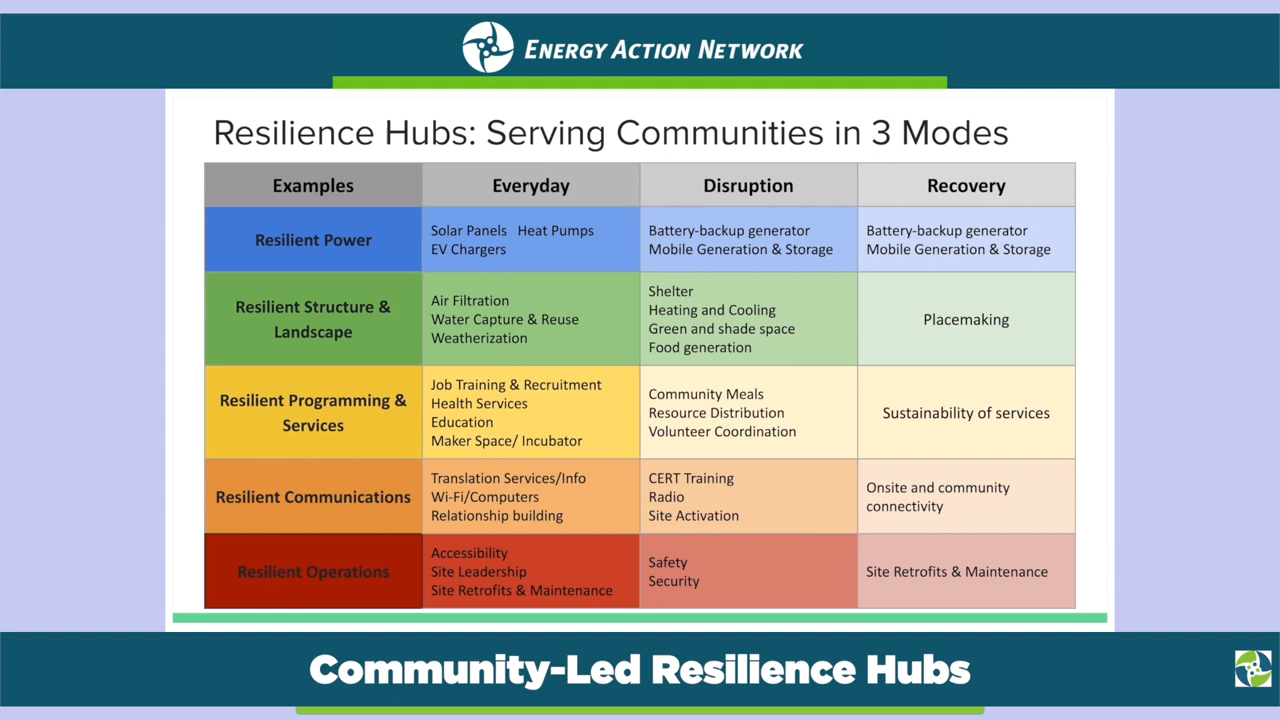 ENERGY ACTION NETWORK
Resilience Hubs: Serving Communities in 3 Modes
Examples
Everyday
Disruption
Recovery
Resilient Power
Solar Panels Heat Pumps
EV Chargers
Battery-backup generator
Mobile Generation & Storage
Battery-backup generator
Mobile Generation & Storage
Resilient Structure &
Landscape
Air Filtration
Water Capture & Reuse
Weatherization
Shelter
Heating and Cooling
Green and shade space
Food generation
Placemaking
Resilient Programming &
Services
Job Training & Recruitment
Health Services
Education
Maker Space/ Incubator
Community Meals
Resource Distribution
Volunteer Coordination
Sustainability of services
Resilient Communications
Translation Services/Info
Wi-Fi/Computers
Relationship building
CERT Training
Radio
Site Activation
Onsite and community
connectivity
Resilient Operations
Accessibility
Site Leadership
Site Retrofits & Maintenance
Safety
Security
Site Retrofits & Maintenance
Community-Led Resilience Hubs